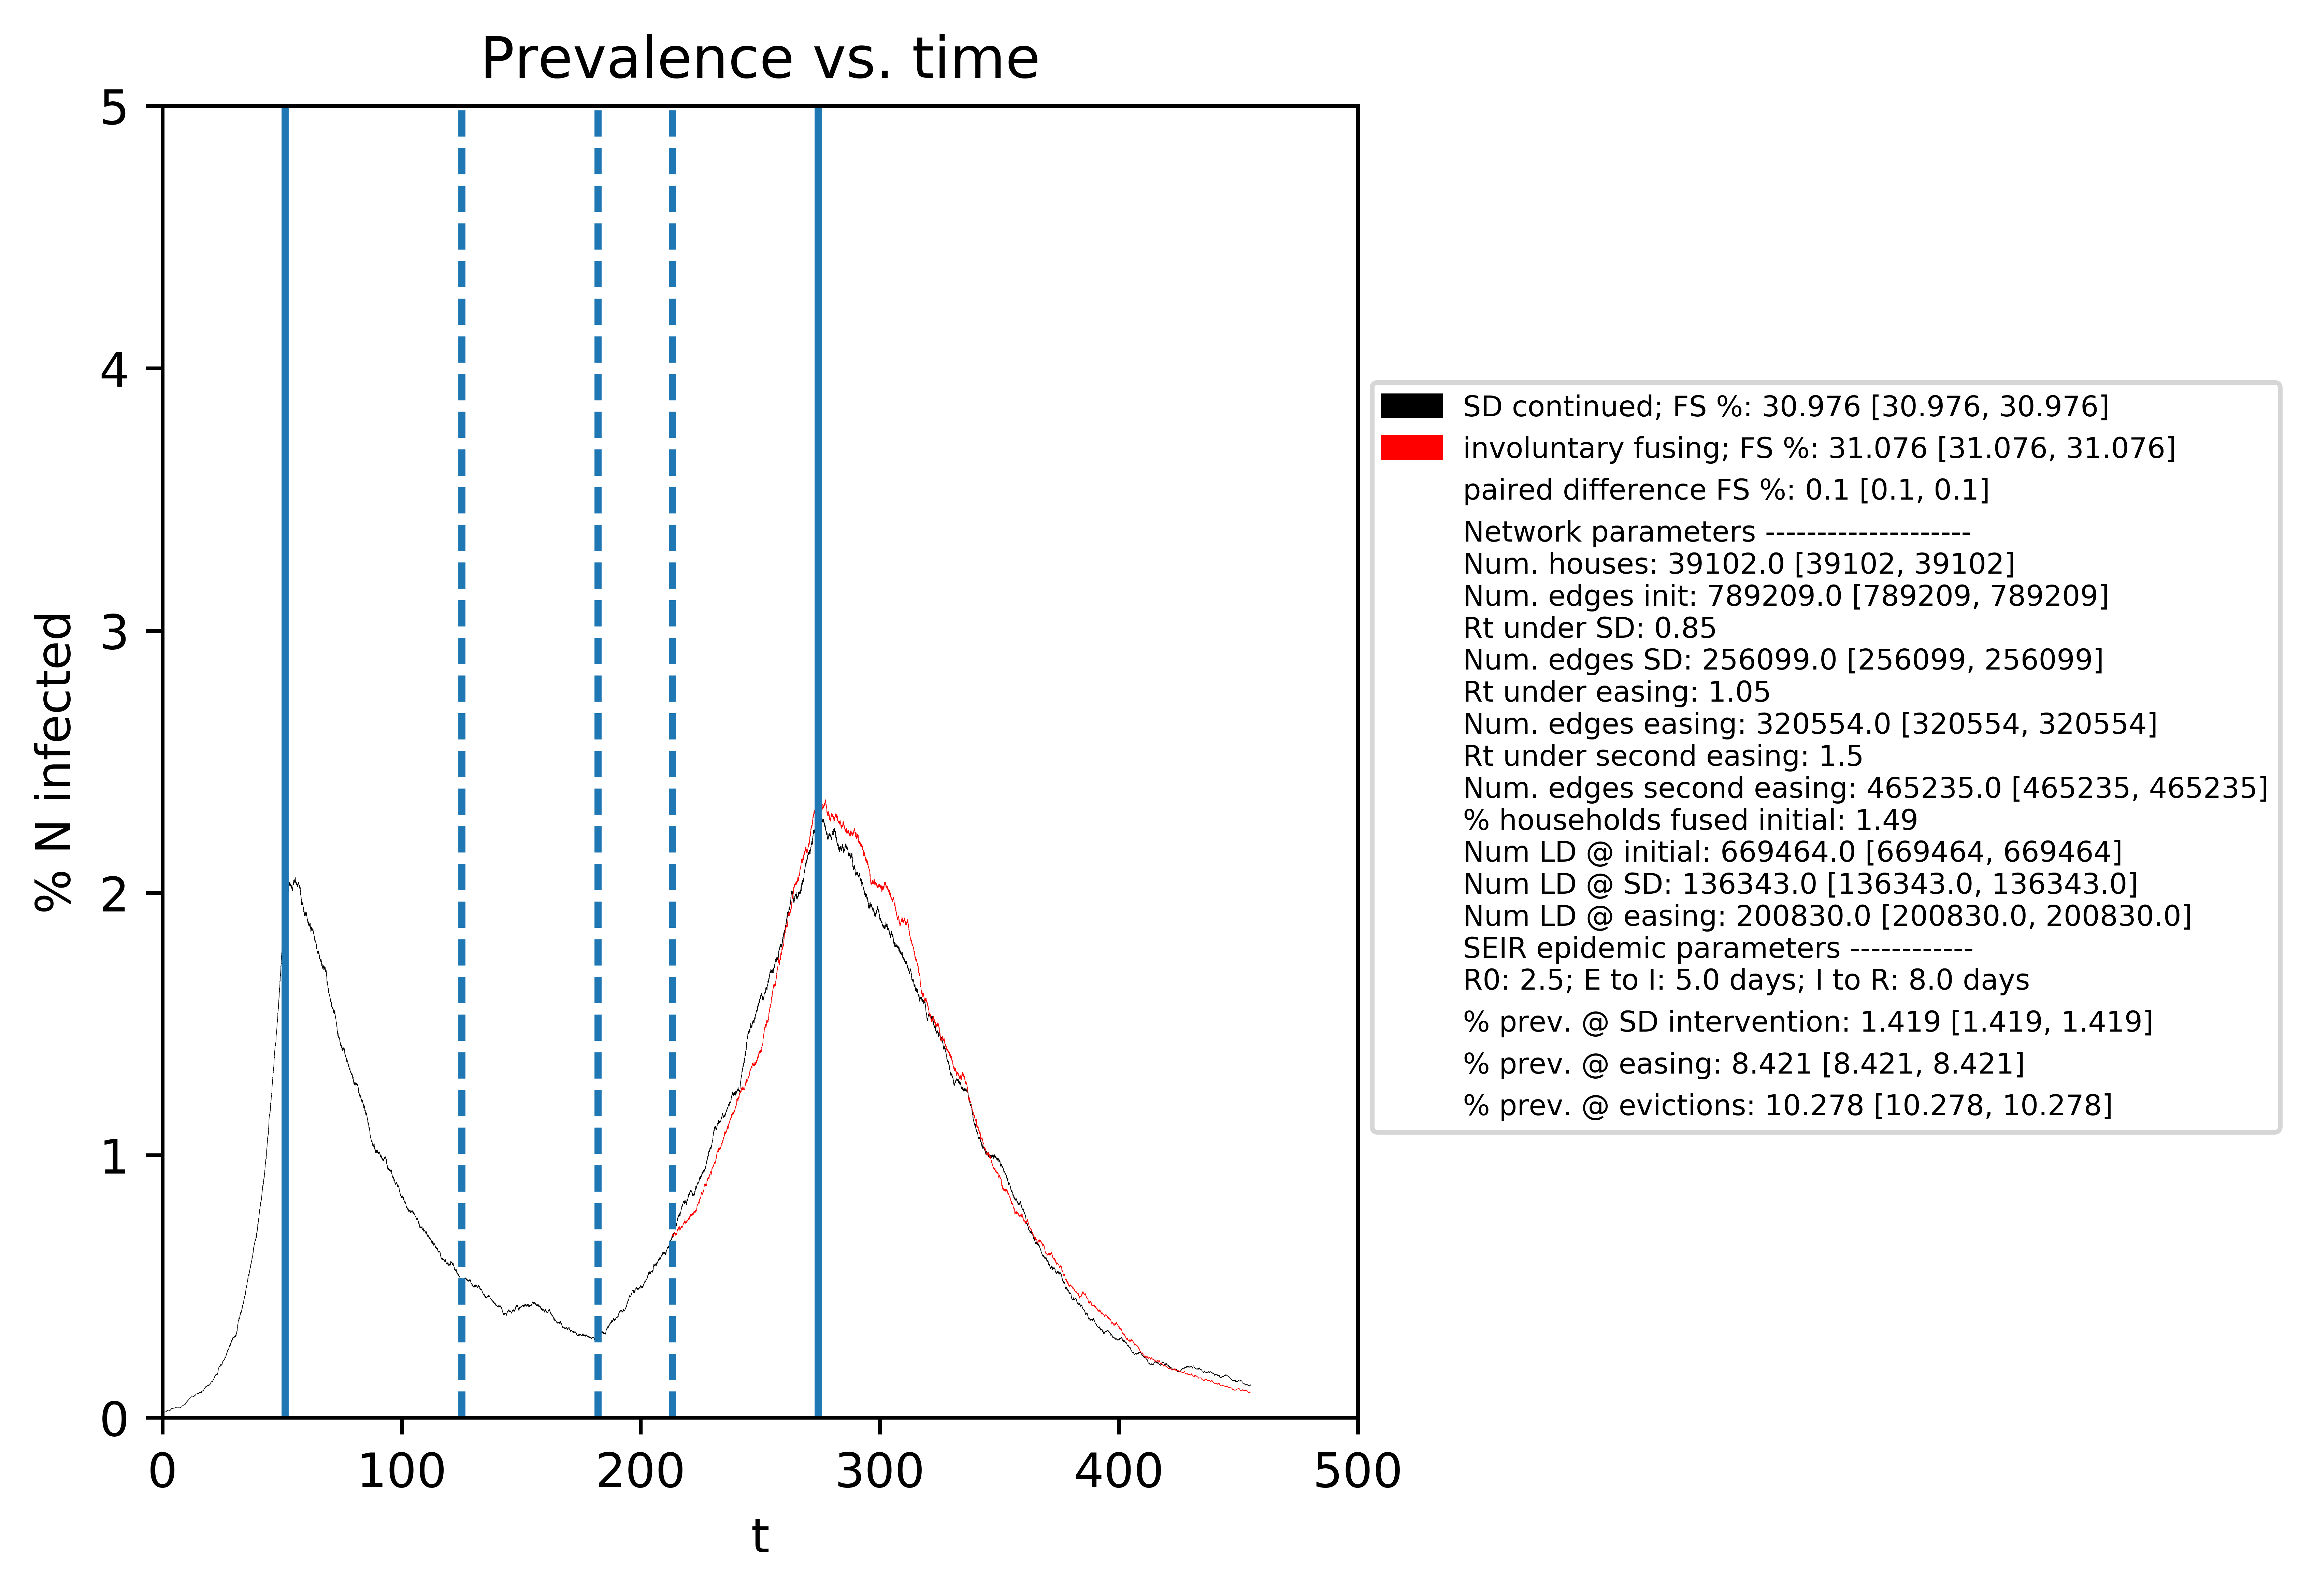 Prevalence vs. time
5
4
3
2
1
0
% N infected
0 100 200 300 400 500
t
SD continued; FS %: 30.976 [30.976, 30.976]
involuntary fusing; FS %: 31.076 [31.076, 31.076]
paired difference FS %: 0.1 [0.1, 0.1]
Network parameters --------------------
Num. houses: 39102.0 [39102, 39102]
Num. edges init: 789209.0 [789209, 789209]
Rt under SD: 0.85
Num. edges SD: 256099.0 [256099, 256099]
Rt under easing: 1.05
Num. edges easing: 320554.0 [320554, 320554]
Rt under second easing: 1.5
Num. edges second easing: 465235.0 [465235, 465235]
% households fused initial: 1.49
Num LD @ initial: 669464.0 [669464, 669464]
Num LD @ SD: 136343.0 [136343.0, 136343.0]
Num LD @ easing: 200830.0 [200830.0, 200830.0]
SEIR epidemic parameters ------------
R0: 2.5; E to I: 5.0 days; I to R: 8.0 days
% prev. @ SD intervention: 1.419 [1.419, 1.419]
% prev. @ easing: 8.421 [8.421, 8.421]
% prev. @ evictions: 10.278 [10.278, 10.278]